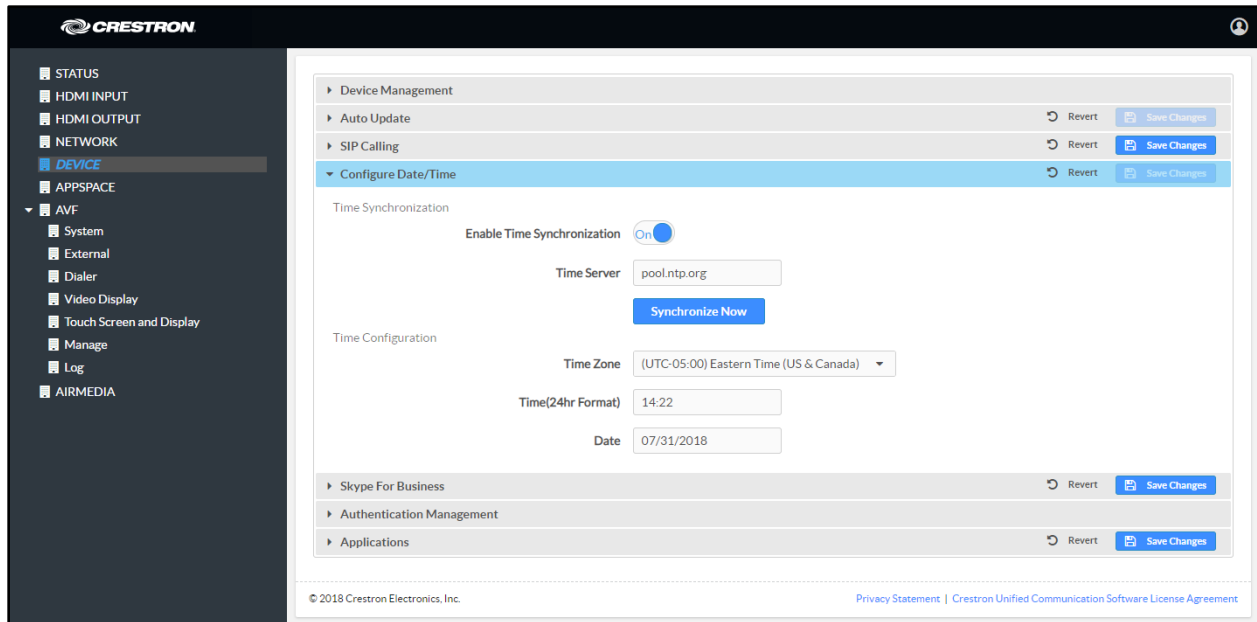 CRESTRON
STATUS
HDMI INPUT
HDMI OUTPUT
NETWORK
DEVICE
APPSPACE
AVF
System
External
Dialer
Video Display
Touch Screen and Display
Manage
Log
AIRMEDIA
Device Management
Auto Update Revert Save Changes
SIP Calling Revert Save Changes
Configure Date/Time Revert Save Changes
Time Synchronization
Enable Time Synchronization On
Time Server pool.ntp.org
Synchronize Now
Time Configuration
Time Zone (UTC-05:00) Eastern Time (US & Canada)
Time(24hr Format) 14:22
Date 07/31/2018
Skype For Business Revert Save Changes
Authentication Management
Applications Revert Save Changes
© 2018 Crestron Electronics, Inc. Privacy Statement | Crestron Unified Communication Software License Agreement